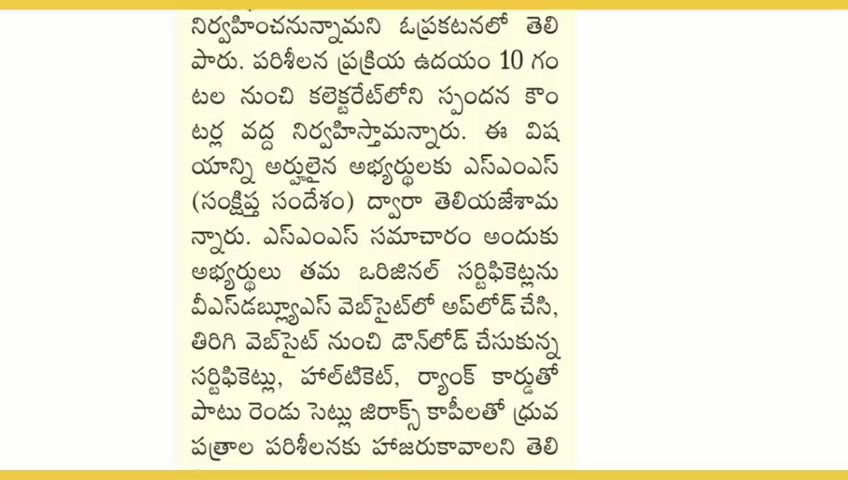 నిర్వహించనున్నామని ఓప్రకటనలో తెలి
పారు. పరిశీలన ప్రక్రియ ఉదయం 10 గం
టల నుంచి కలెక్టరేట్‌లోని స్పందన కౌం
టర్ల వద్ద నిర్వహిస్తామన్నారు. ఈ విష
యాన్ని అర్హులైన అభ్యర్థులకు ఎస్ఎంఎస్
(సంక్షిప్త సందేశం) ద్వారా తెలియజేశామ
న్నారు. ఎస్ఎంఎస్ సమాచారం అందుకు
అభ్యర్థులు తమ ఒరిజినల్ సర్టిఫికెట్లను
వీఎస్‌డబ్ల్యూఎస్ వెబ్‌సైట్‌లో అప్‌లోడ్ చేసి,
తిరిగి వెబ్‌సైట్ నుంచి డౌన్‌లోడ్ చేసుకున్న
సర్టిఫికెట్లు, హాల్‌టికెట్, ర్యాంక్ కార్డుతో
పాటు రెండు సెట్లు జిరాక్స్ కాపీలతో ధ్రువ
పత్రాల పరిశీలనకు హాజరుకావాలని తెలి